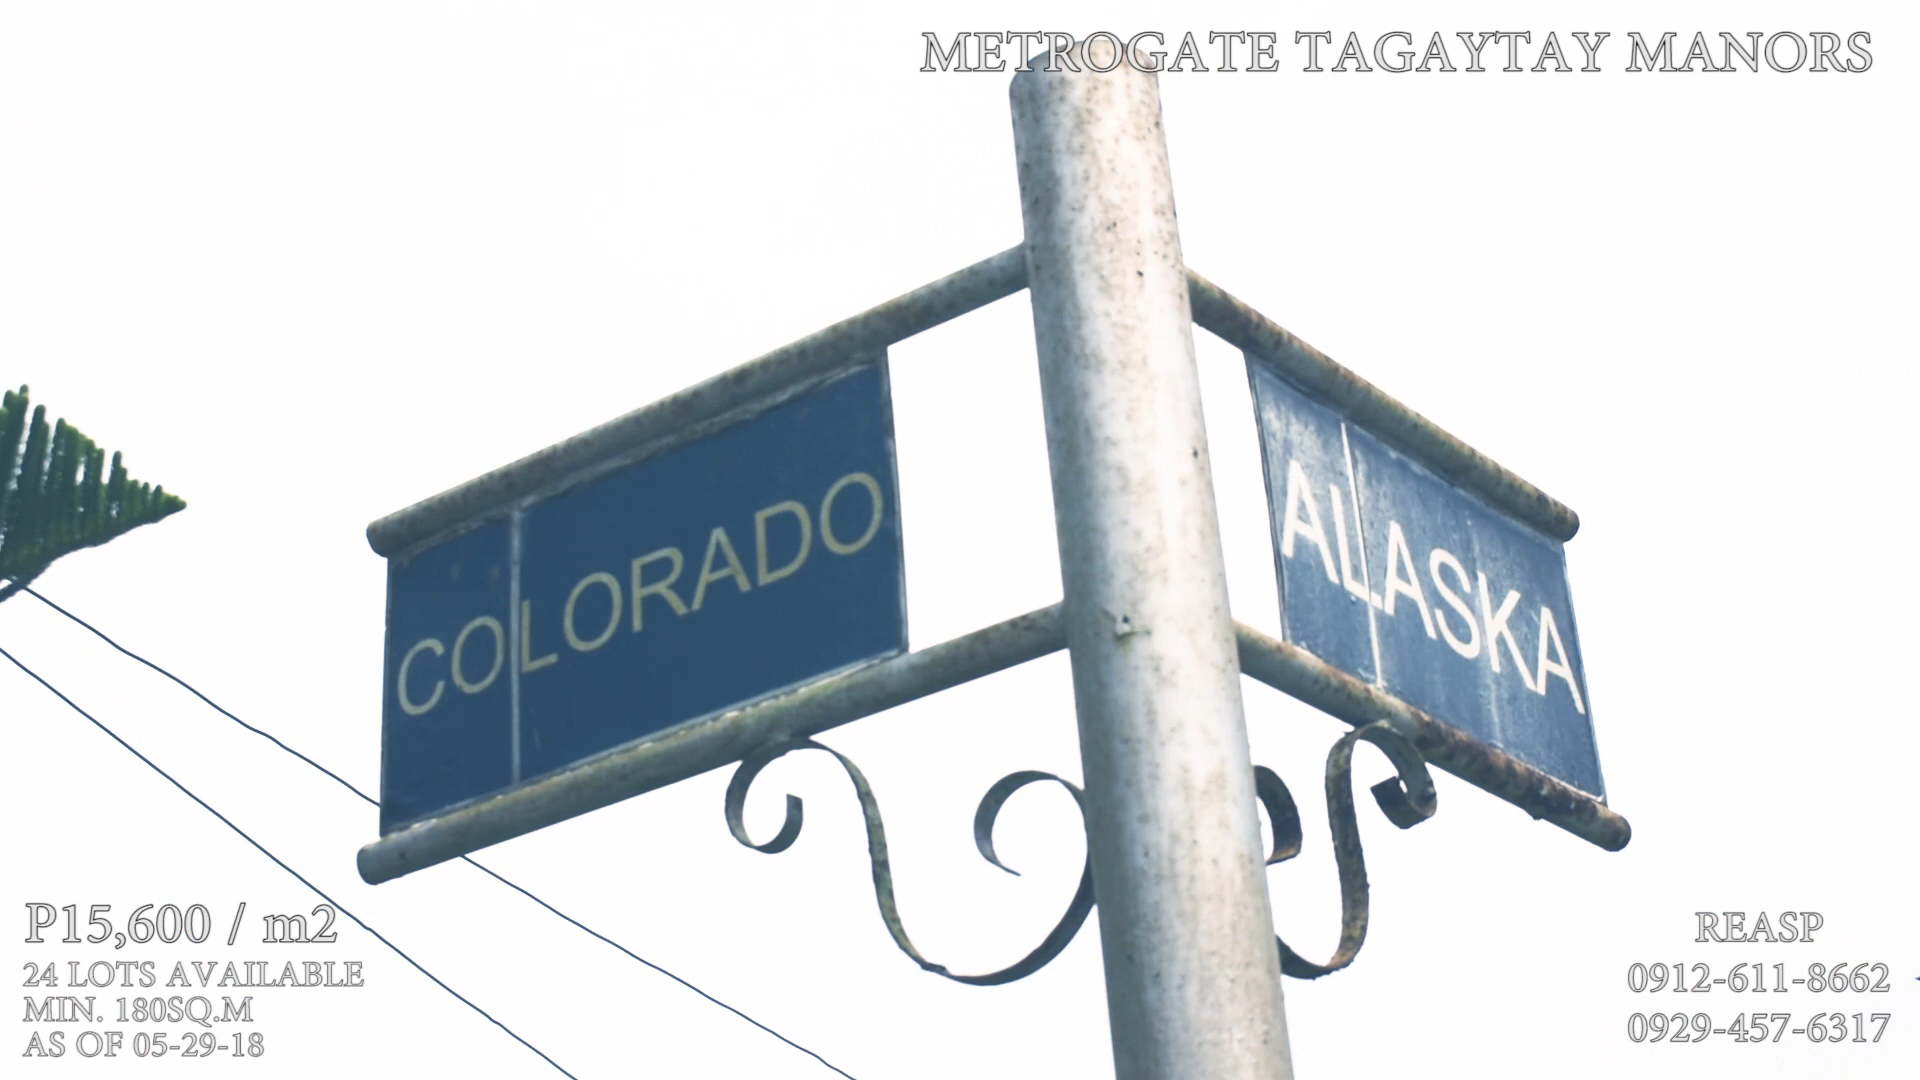 METROGATE TAGAYTAY MANORS
COLORADO
ALASKA
P15,600 / m2
24 LOTS AVAILABLE
MIN. 180SQ.M
AS OF 05-29-18
REASP
0912-611-8662
0929-457-6317